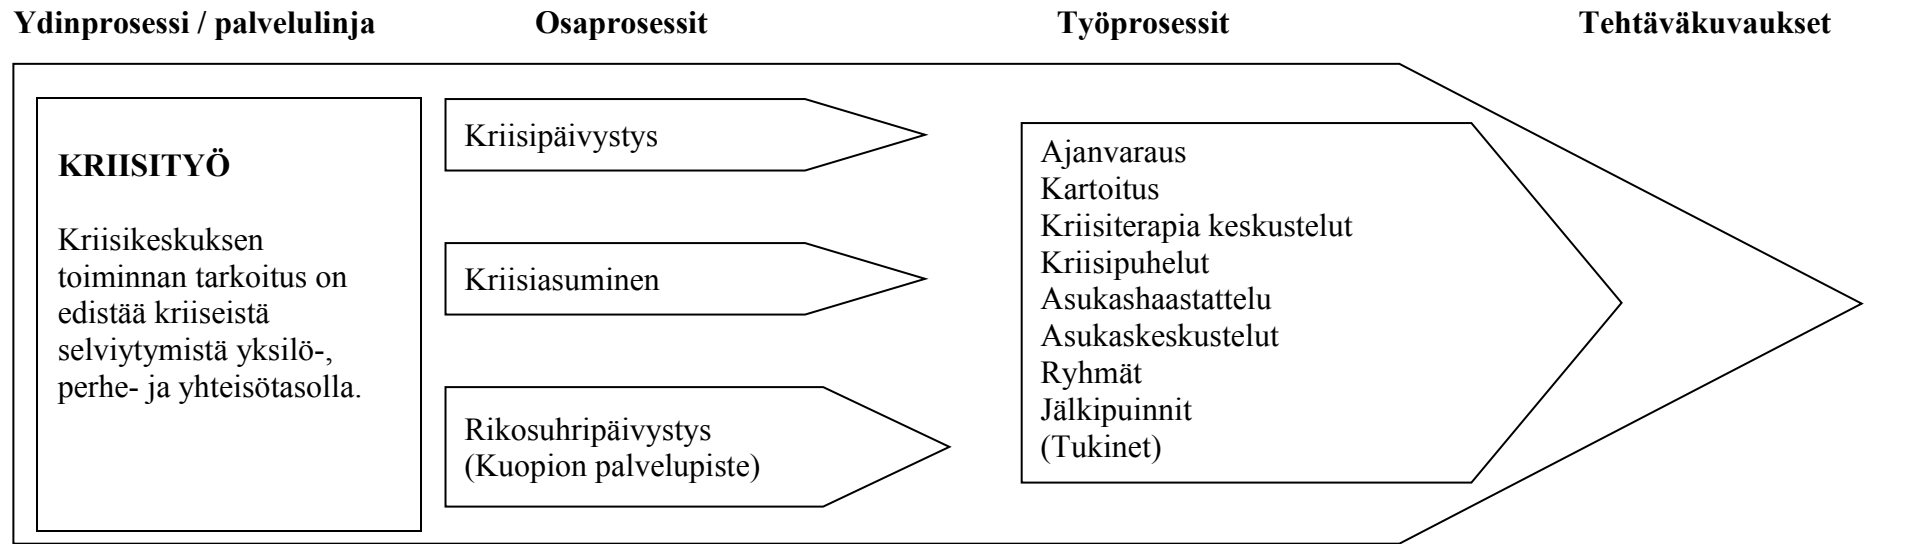 Ydinprosessi / palvelulinja
Osaprosessit
Työprosessit
Tehtäväkuvaukset
KRIISITYÖ
Kriisikeskuksen
toiminnan tarkoitus on
edistää kriiseistä
selviytymistä yksilö-,
perhe- ja yhteisötasolla.
Kriisipäivystys
Kriisiasuminen
Rikosuhripäivystys
(Kuopion palvelupiste)
Ajanvaraus
Kartoitus
Kriisiterapia keskustelut
Kriisipuhelut
Asukashaastattelu
Asukaskeskustelut
Ryhmät
Jälkipuinnit
(Tukinet)